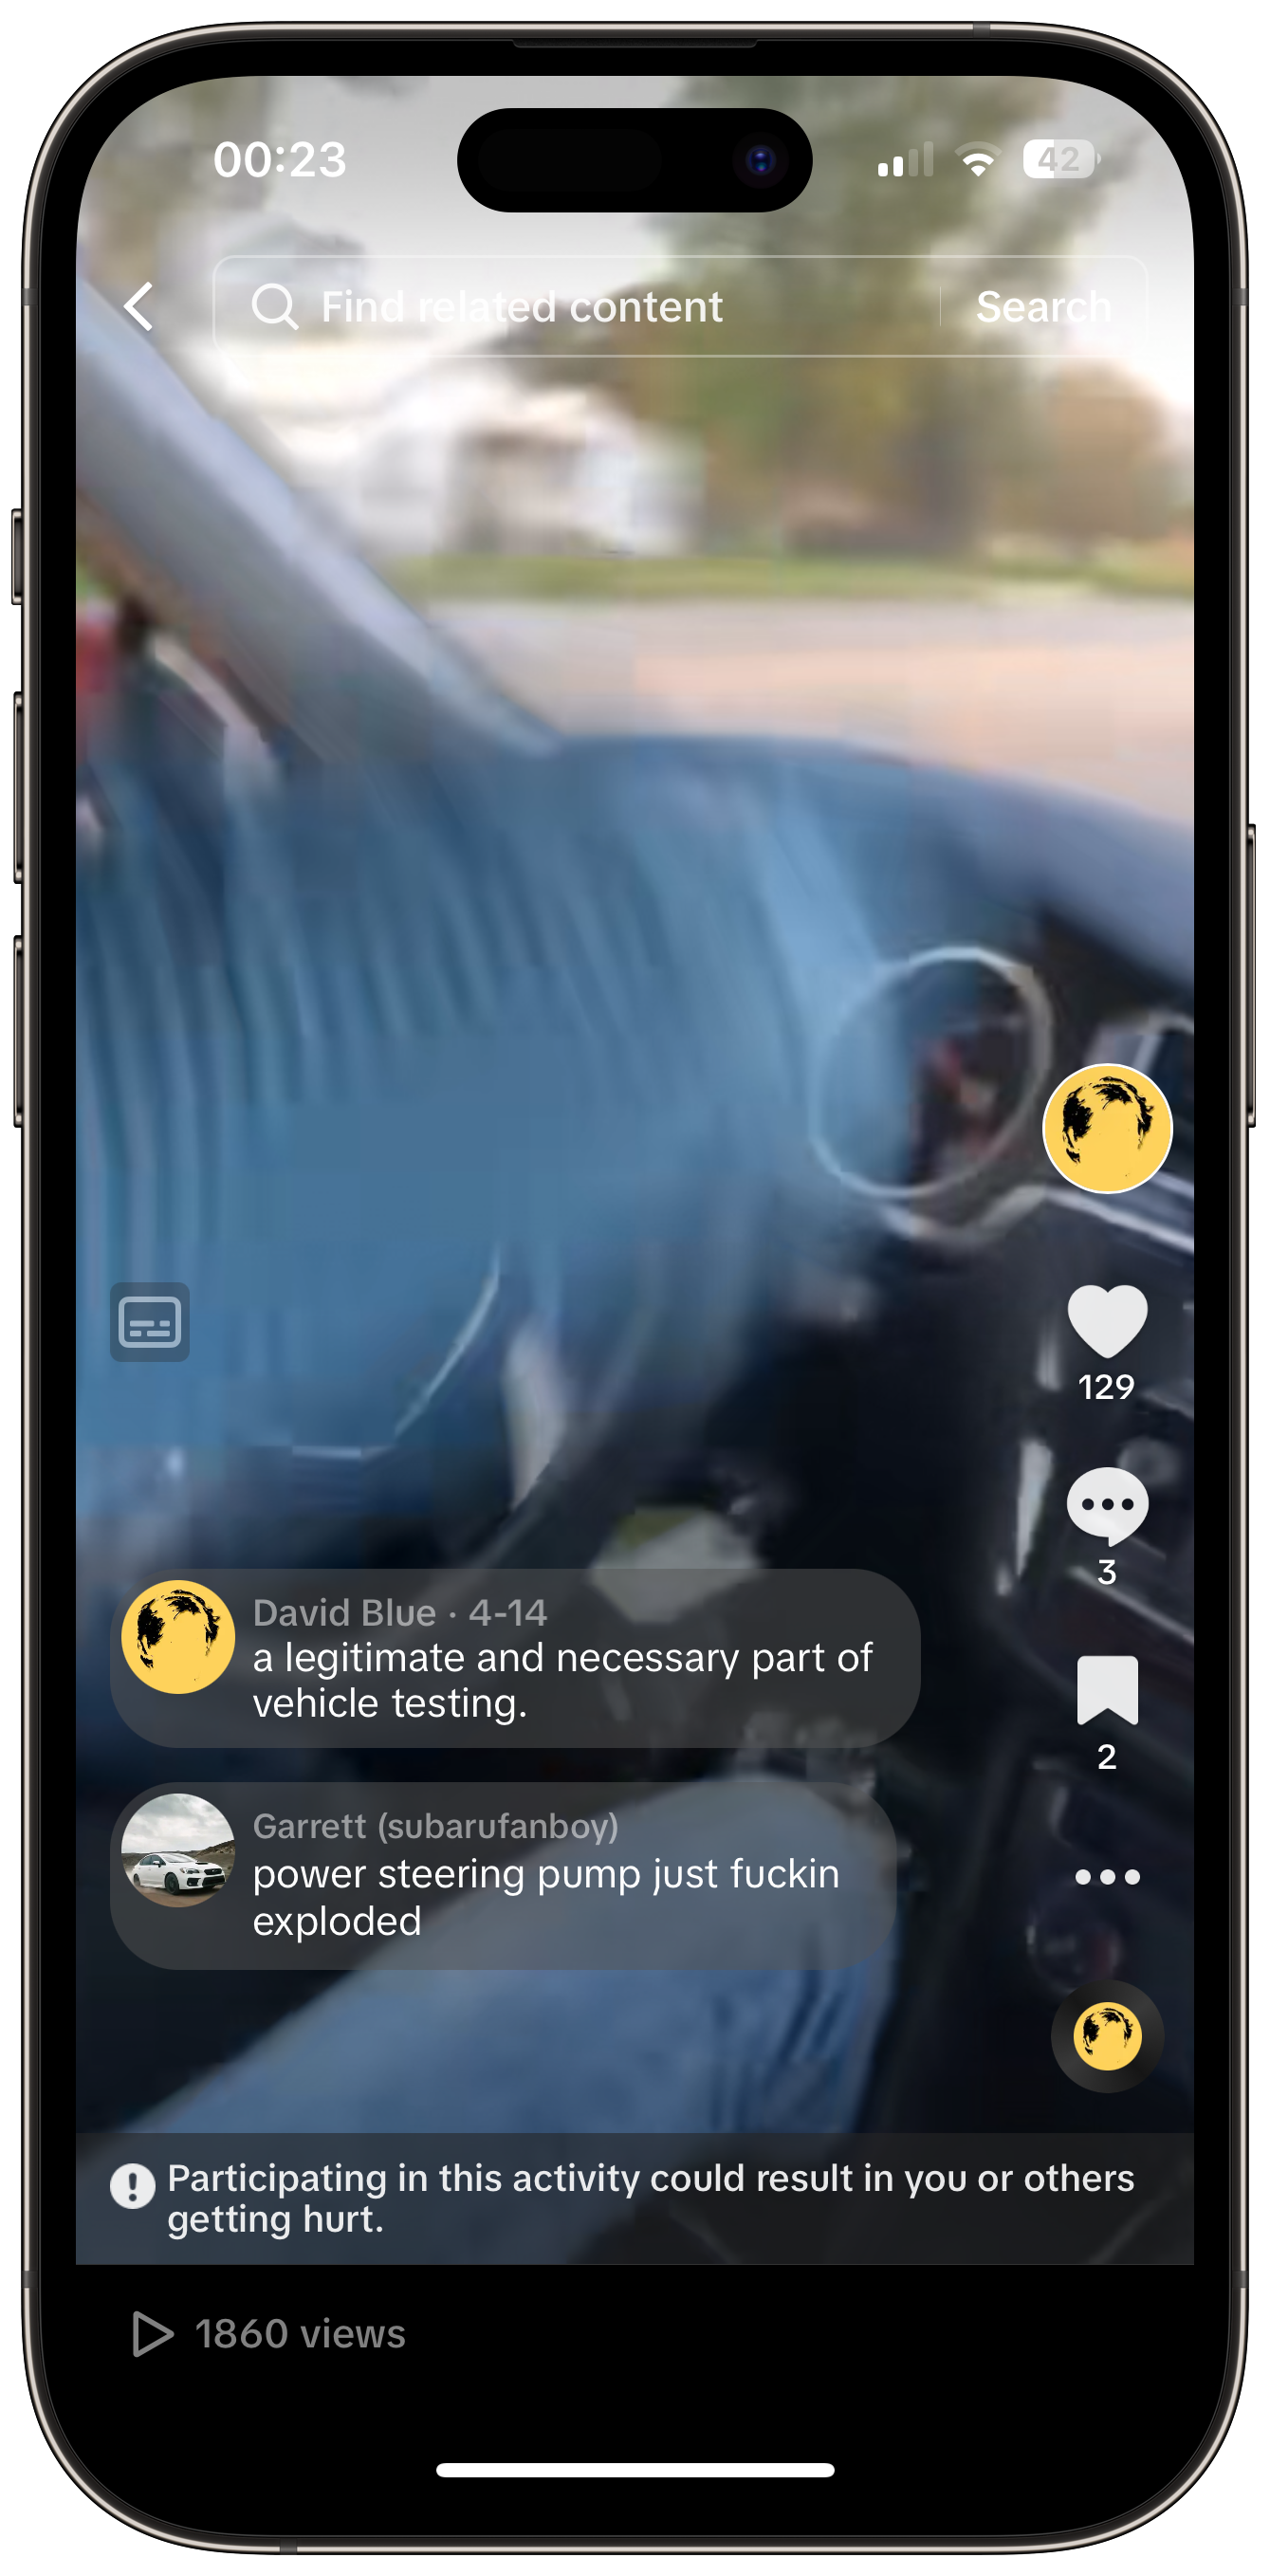 00:23
42
Find related content
Search
129
3
David Blue · 4-14
a legitimate and necessary part of
vehicle testing.
2
Garrett (subarufanboy)
power steering pump just fuckin
exploded
Participating in this activity could result in you or others
getting hurt.
1860 views